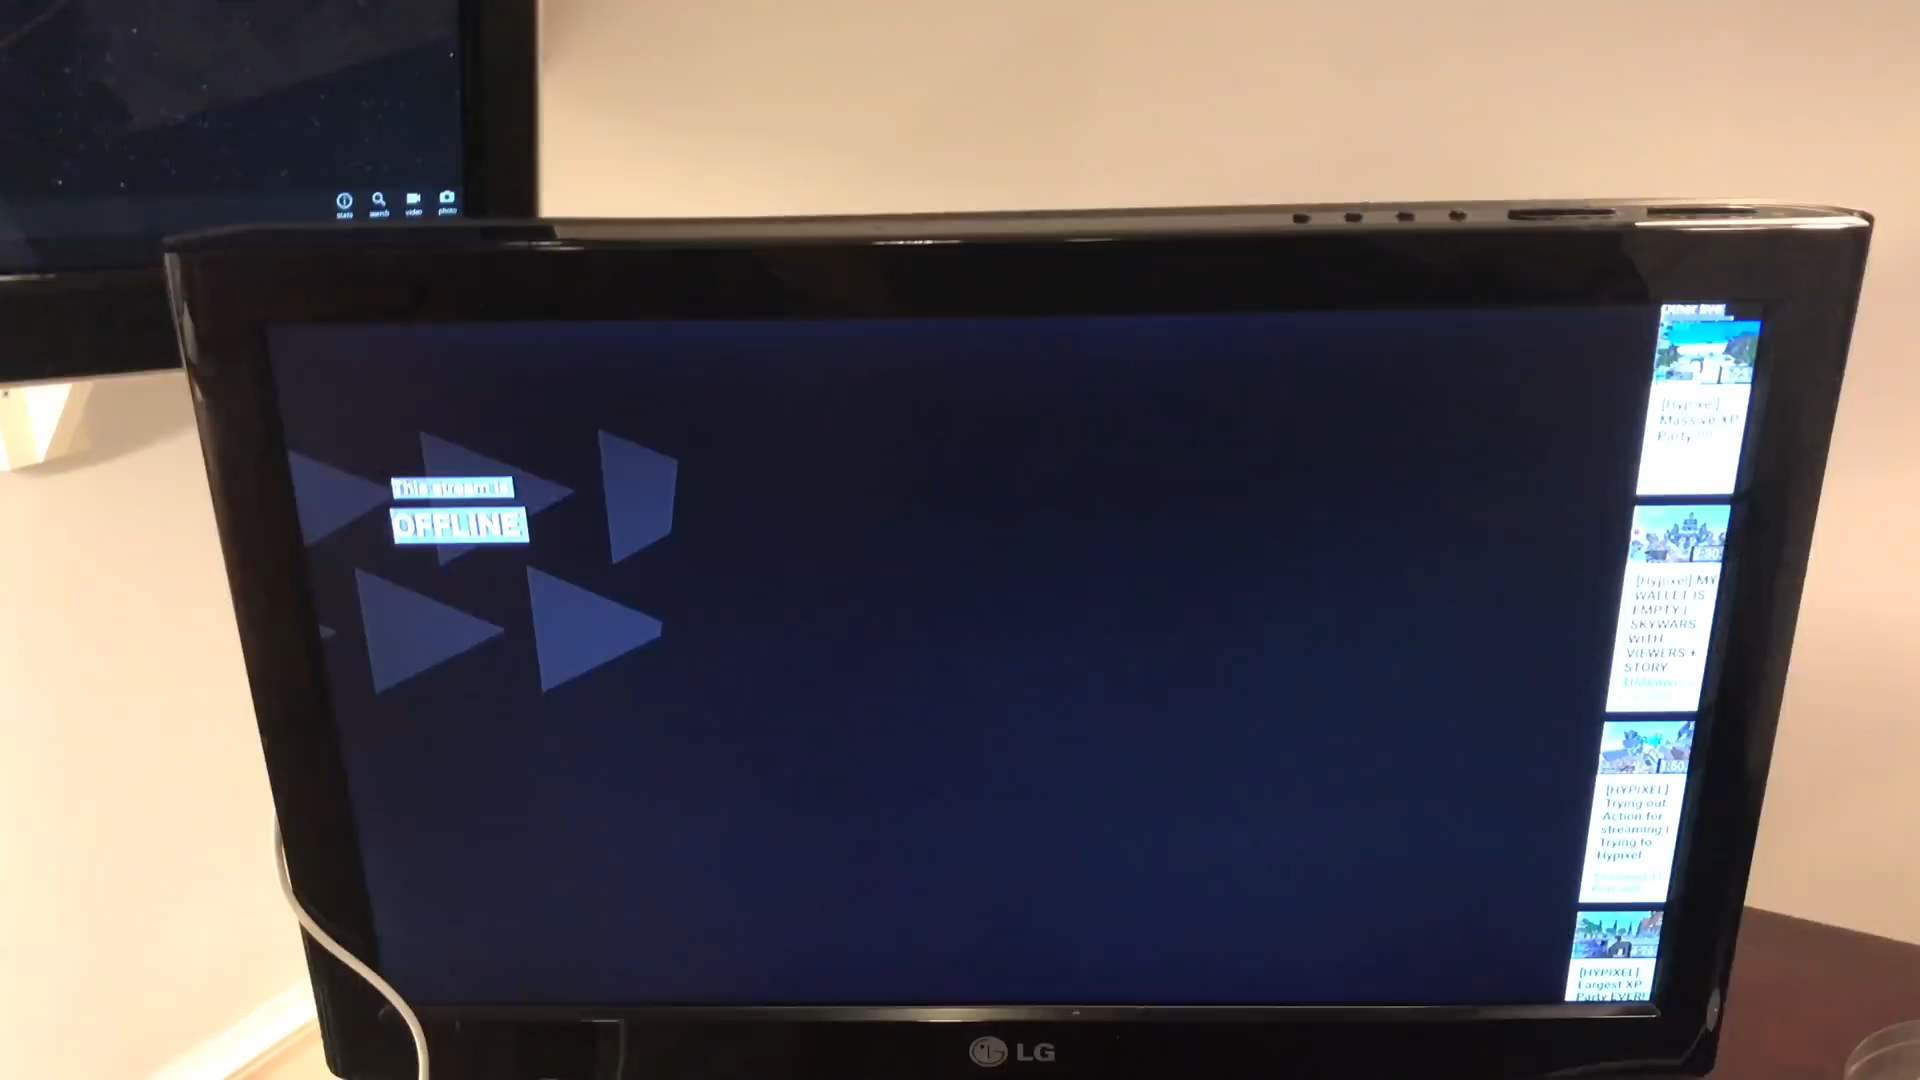 stats search video photo
Other live
This stream is
OFFLINE
[Hypixel]
Massive XP
Party !!!!
[Hypixel] MY
WALLET IS
EMPTY |
SKYWARS
WITH
VIEWERS +
STORY
[HYPIXEL]
Trying out
Action for
streaming |
Trying to
Hypixel
[HYPIXEL]
Largest XP
Party EVER!
LG